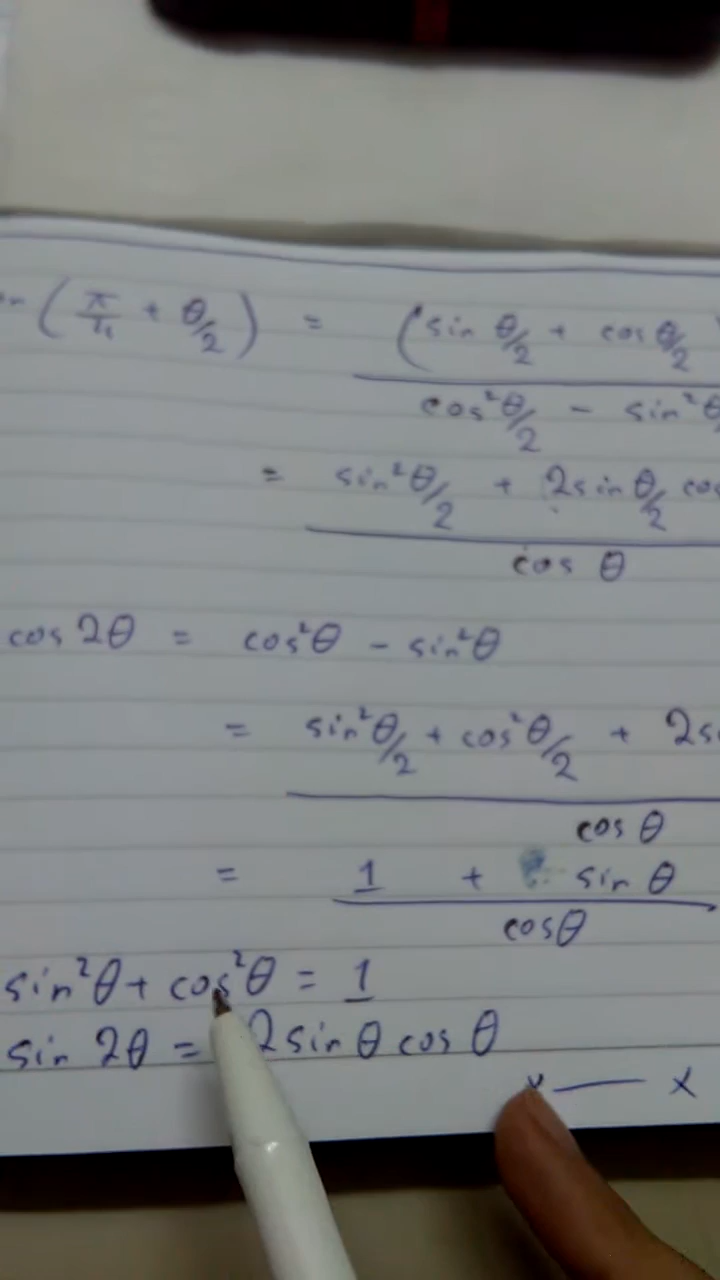 (π/4 + θ/2) = (sin θ/2 + cos θ/2
cos²θ/2 - sin²θ
= sin²θ/2 + 2sin θ/2 cos
cos θ
cos 2θ = cos²θ - sin²θ
= sin²θ/2 + cos²θ/2 + 2s
cos θ
= 1 + sin θ
cosθ
sin²θ + cos²θ = 1
sin 2θ = 2sin θ cos θ
x — x